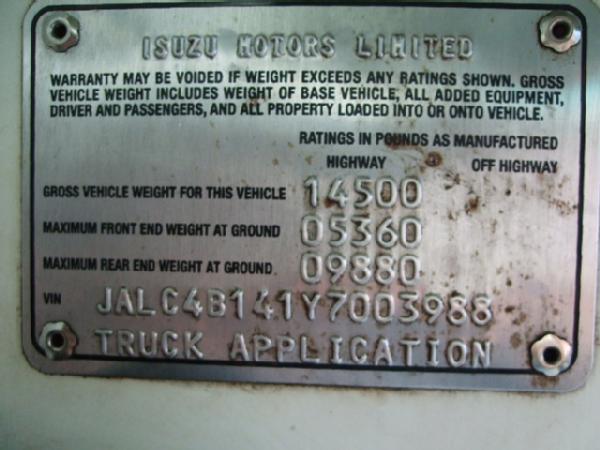 ISUZU MOTORS LIMITED
WARRANTY MAY BE VOIDED IF WEIGHT EXCEEDS ANY RATINGS SHOWN. GROSS
VEHICLE WEIGHT INCLUDES WEIGHT OF BASE VEHICLE, ALL ADDED EQUIPMENT,
DRIVER AND PASSENGERS, AND ALL PROPERTY LOADED INTO OR ONTO VEHICLE.
RATINGS IN POUNDS AS MANUFACTURED
HIGHWAY OFF HIGHWAY
GROSS VEHICLE WEIGHT FOR THIS VEHICLE 14500
MAXIMUM FRONT END WEIGHT AT GROUND 05360
MAXIMUM REAR END WEIGHT AT GROUND. 09880
VIN JALC4B141Y7003988
TRUCK APPLICATION